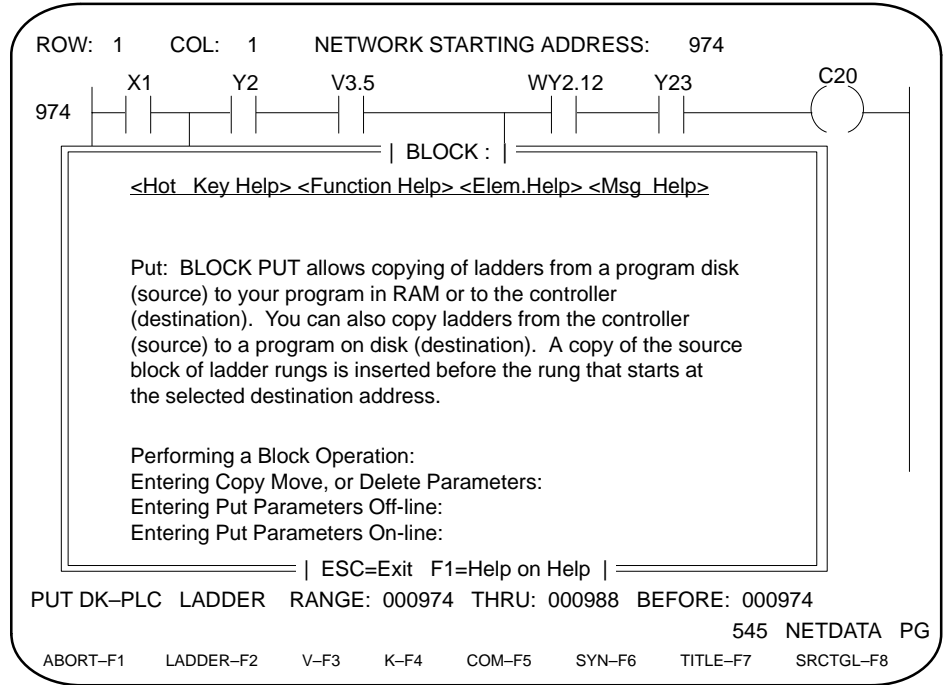 ROW: 1 COL: 1 NETWORK STARTING ADDRESS: 974
X1 Y2 V3.5 WY2.12 Y23 C20
974
| BLOCK : |
<Hot Key Help> <Function Help> <Elem.Help> <Msg Help>
Put: BLOCK PUT allows copying of ladders from a program disk
(source) to your program in RAM or to the controller
(destination). You can also copy ladders from the controller
(source) to a program on disk (destination). A copy of the source
block of ladder rungs is inserted before the rung that starts at
the selected destination address.
Performing a Block Operation:
Entering Copy Move, or Delete Parameters:
Entering Put Parameters Off-line:
Entering Put Parameters On-line:
| ESC=Exit F1=Help on Help |
PUT DK–PLC LADDER RANGE: 000974 THRU: 000988 BEFORE: 000974
545 NETDATA PG
ABORT–F1 LADDER–F2 V–F3 K–F4 COM–F5 SYN–F6 TITLE–F7 SRCTGL–F8